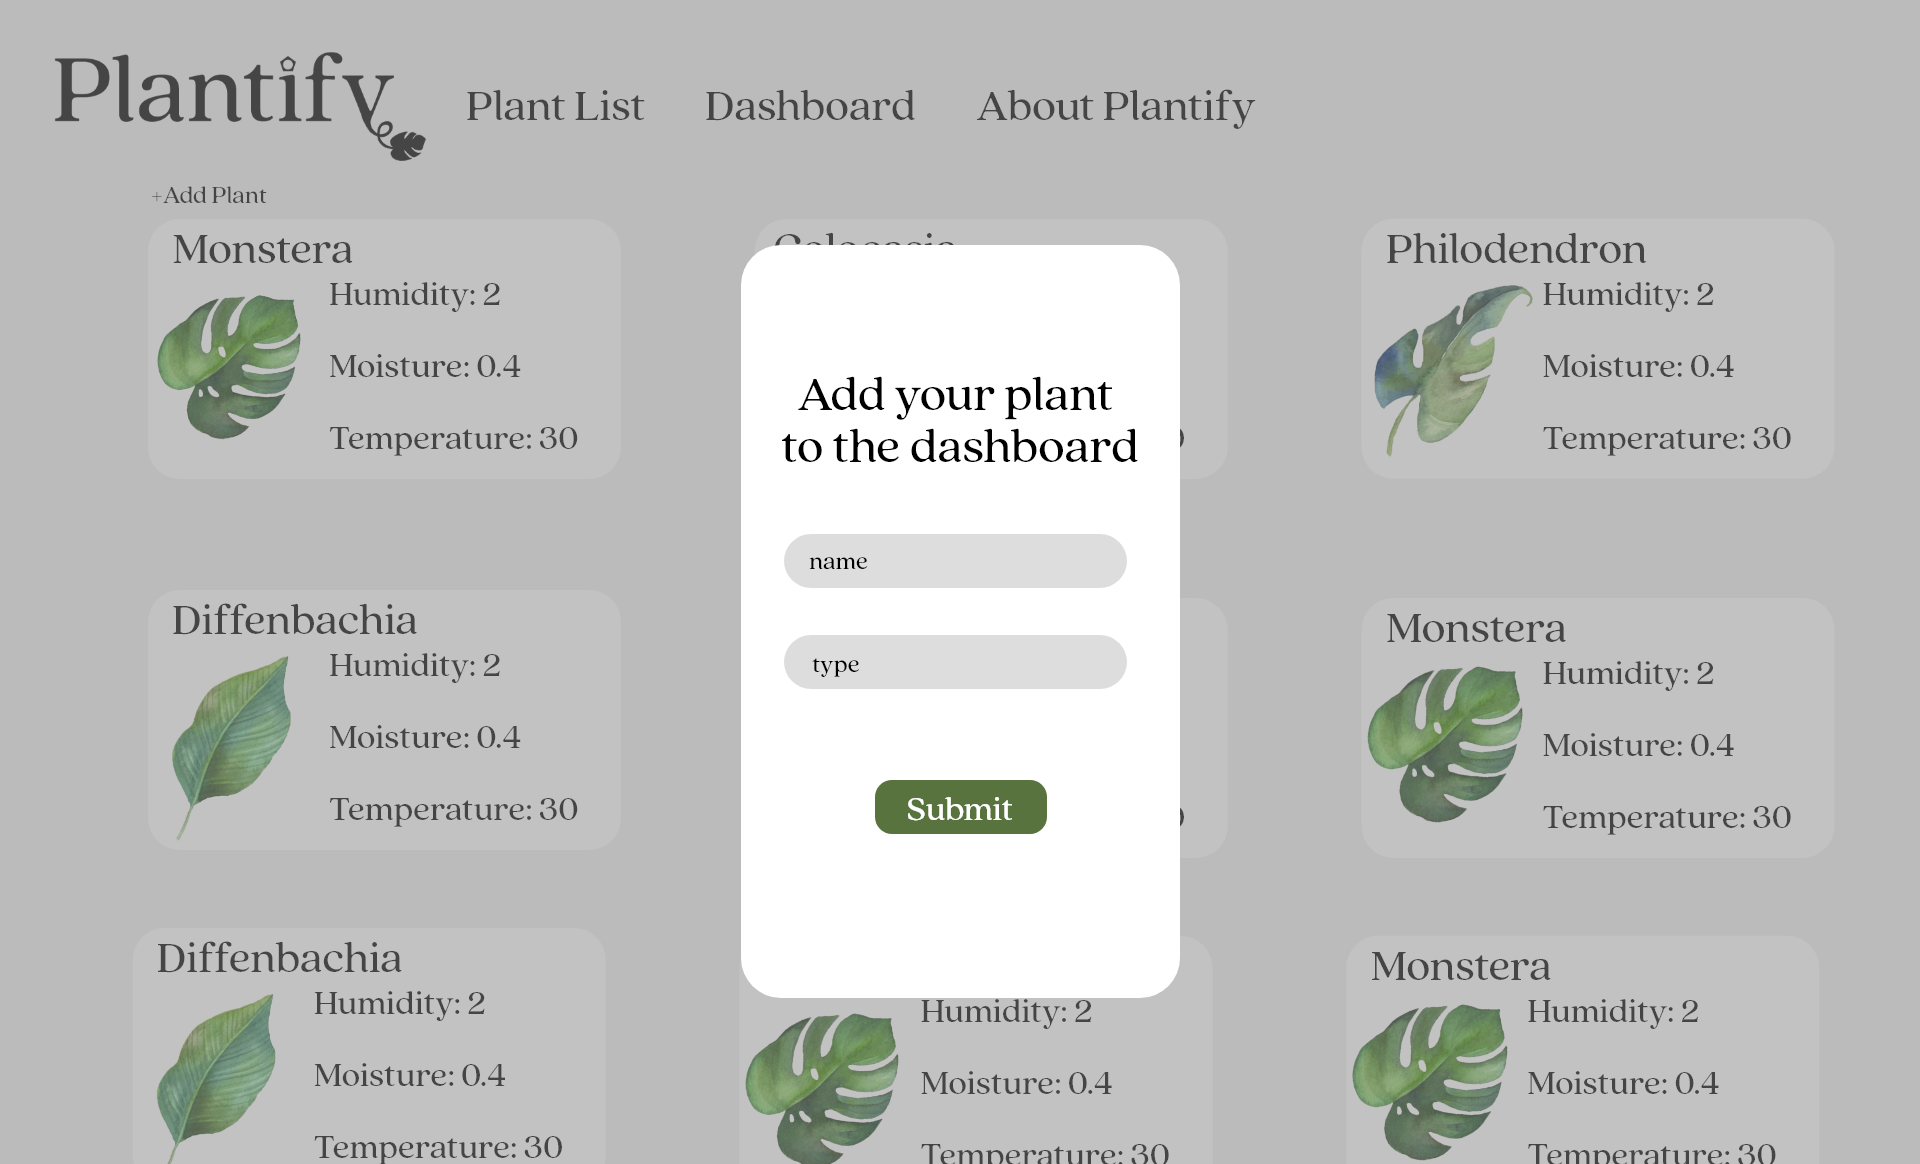 Plantify
Plant List
Dashboard
About Plantify
+Add Plant
Monstera
Humidity: 2
Moisture: 0.4
Temperature: 30
Philodendron
Humidity: 2
Moisture: 0.4
Temperature: 30
Add your plant
to the dashboard
name
type
Submit
Diffenbachia
Humidity: 2
Moisture: 0.4
Temperature: 30
Monstera
Humidity: 2
Moisture: 0.4
Temperature: 30
Diffenbachia
Humidity: 2
Moisture: 0.4
Temperature: 30
Humidity: 2
Moisture: 0.4
Temperature: 30
Monstera
Humidity: 2
Moisture: 0.4
Temperature: 30